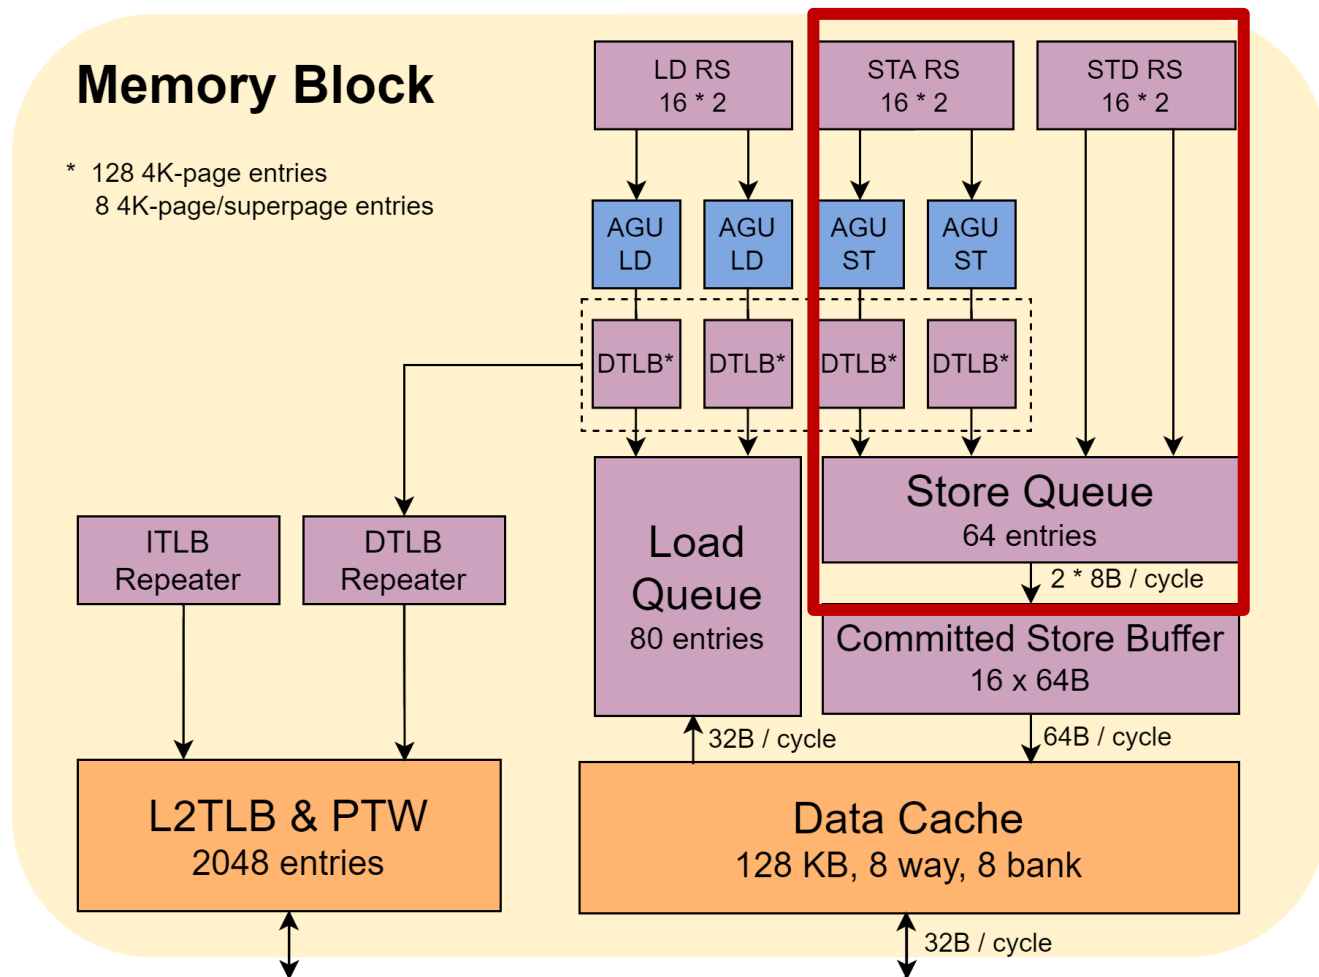 Memory Block
* 128 4K-page entries
8 4K-page/superpage entries
LD RS
16 * 2
STA RS
16 * 2
STD RS
16 * 2
AGU
LD
AGU
LD
AGU
ST
AGU
ST
DTLB*
DTLB*
DTLB*
DTLB*
ITLB
Repeater
DTLB
Repeater
Load
Queue
80 entries
Store Queue
64 entries
2 * 8B / cycle
Committed Store Buffer
16 x 64B
32B / cycle
64B / cycle
L2TLB & PTW
2048 entries
Data Cache
128 KB, 8 way, 8 bank
32B / cycle